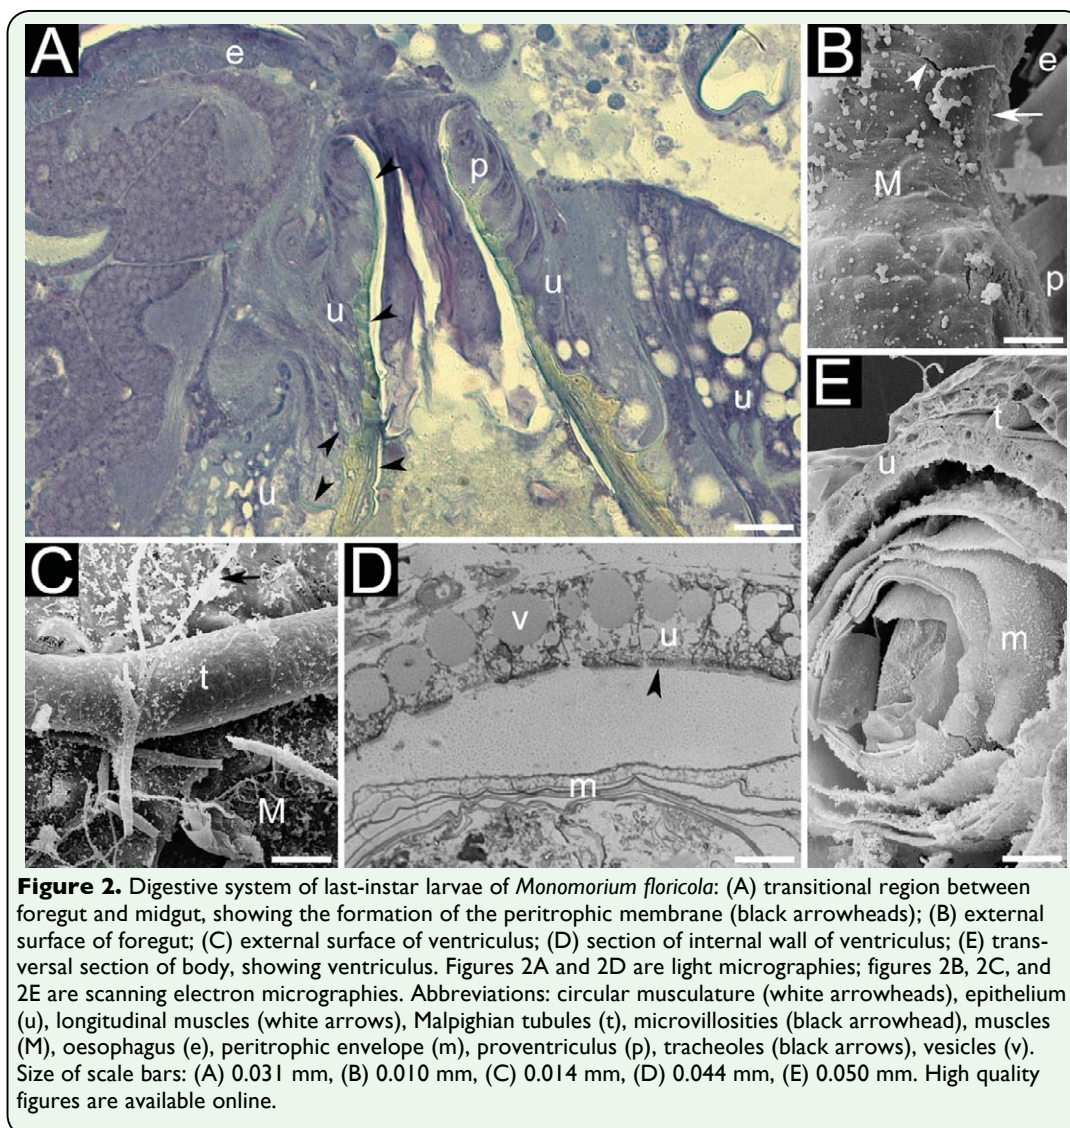 A
e
p
u
u
u
u
B
e
M
p
E
t
u
m
C
t
M
D
v
u
m
Figure 2. Digestive system of last-instar larvae of Monomorium floricola: (A) transitional region between
foregut and midgut, showing the formation of the peritrophic membrane (black arrowheads); (B) external
surface of foregut; (C) external surface of ventriculus; (D) section of internal wall of ventriculus; (E) trans-
versal section of body, showing ventriculus. Figures 2A and 2D are light micrographies; figures 2B, 2C, and
2E are scanning electron micrographies. Abbreviations: circular musculature (white arrowheads), epithelium
(u), longitudinal muscles (white arrows), Malpighian tubules (t), microvillosities (black arrowhead), muscles
(M), oesophagus (e), peritrophic envelope (m), proventriculus (p), tracheoles (black arrows), vesicles (v).
Size of scale bars: (A) 0.031 mm, (B) 0.010 mm, (C) 0.014 mm, (D) 0.044 mm, (E) 0.050 mm. High quality
figures are available online.